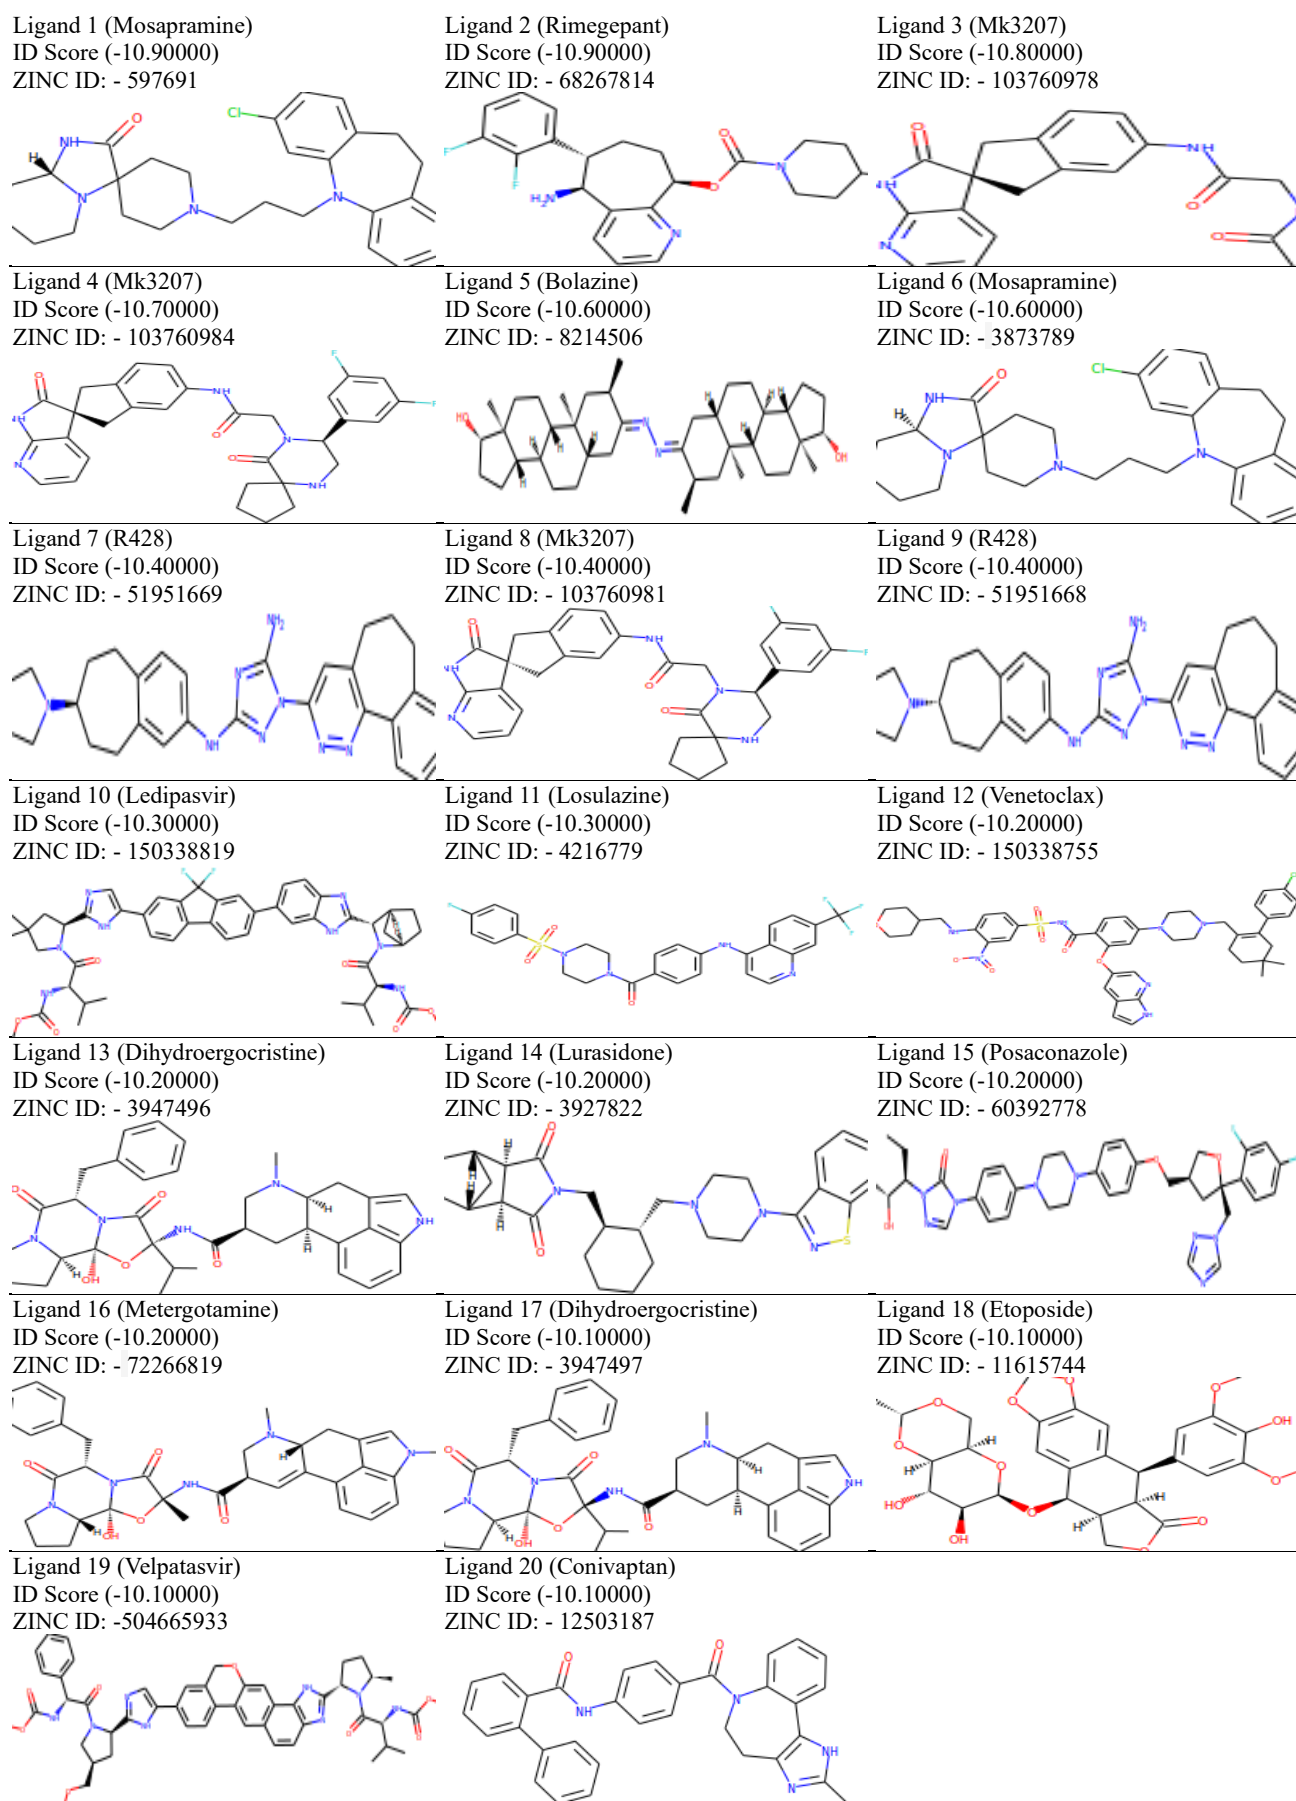 Ligand 1 (Mosapramine)
ID Score (-10.90000)
ZINC ID: - 597691
Ligand 2 (Rimegepant)
ID Score (-10.90000)
ZINC ID: - 68267814
Ligand 3 (Mk3207)
ID Score (-10.80000)
ZINC ID: - 103760978
Ligand 4 (Mk3207)
ID Score (-10.70000)
ZINC ID: - 103760984
Ligand 5 (Bolazine)
ID Score (-10.60000)
ZINC ID: - 8214506
Ligand 6 (Mosapramine)
ID Score (-10.60000)
ZINC ID: - 3873789
Ligand 7 (R428)
ID Score (-10.40000)
ZINC ID: - 51951669
Ligand 8 (Mk3207)
ID Score (-10.40000)
ZINC ID: - 103760981
Ligand 9 (R428)
ID Score (-10.40000)
ZINC ID: - 51951668
Ligand 10 (Ledipasvir)
ID Score (-10.30000)
ZINC ID: - 150338819
Ligand 11 (Losulazine)
ID Score (-10.30000)
ZINC ID: - 4216779
Ligand 12 (Venetoclax)
ID Score (-10.20000)
ZINC ID: - 150338755
Ligand 13 (Dihydroergocristine)
ID Score (-10.20000)
ZINC ID: - 3947496
Ligand 14 (Lurasidone)
ID Score (-10.20000)
ZINC ID: - 3927822
Ligand 15 (Posaconazole)
ID Score (-10.20000)
ZINC ID: - 60392778
Ligand 16 (Metergotamine)
ID Score (-10.20000)
ZINC ID: - 72266819
Ligand 17 (Dihydroergocristine)
ID Score (-10.10000)
ZINC ID: - 3947497
Ligand 18 (Etoposide)
ID Score (-10.10000)
ZINC ID: - 11615744
Ligand 19 (Velpatasvir)
ID Score (-10.10000)
ZINC ID: -504665933
Ligand 20 (Conivaptan)
ID Score (-10.10000)
ZINC ID: - 12503187